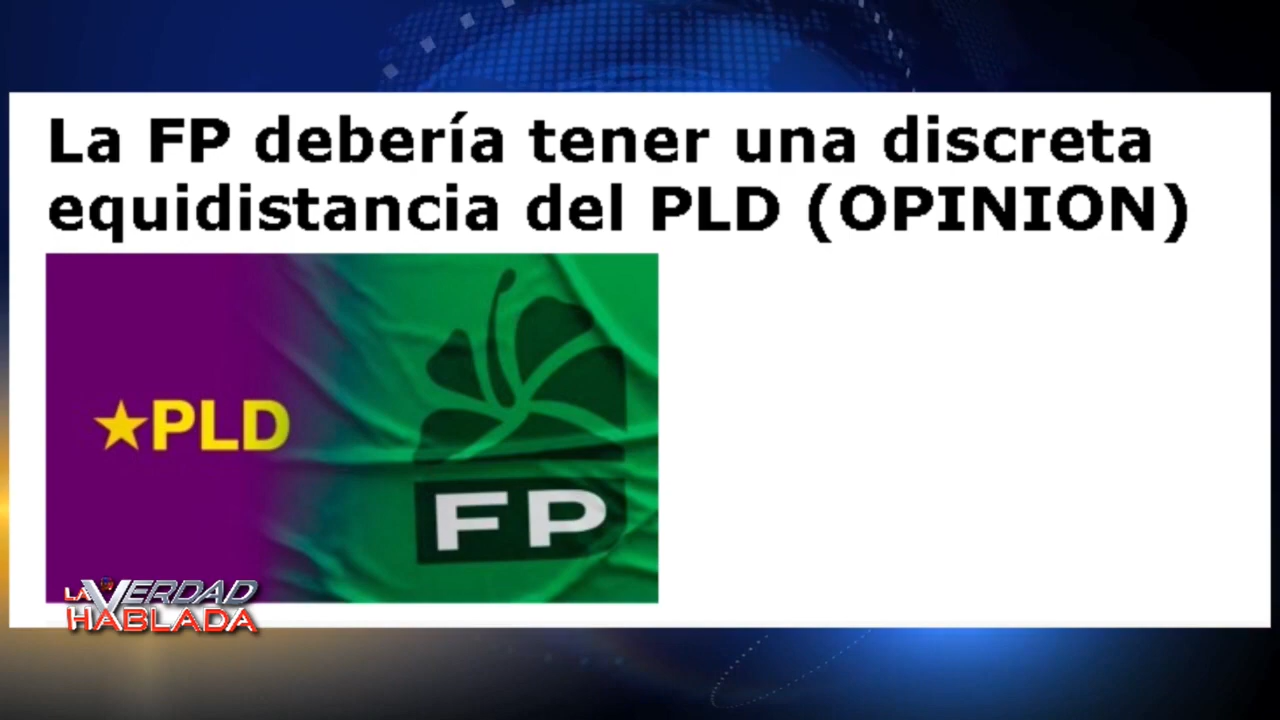 La FP debería tener una discreta
equidistancia del PLD (OPINION)
★PLD
FP
LA VERDAD
HABLADA